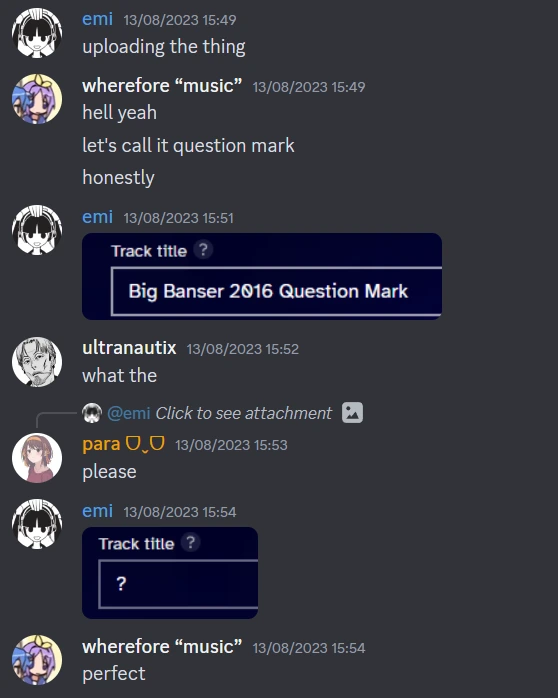 emi 13/08/2023 15:49
uploading the thing
wherefore “music” 13/08/2023 15:49
hell yeah
let's call it question mark
honestly
emi 13/08/2023 15:51
Track title ?
Big Banser 2016 Question Mark
ultranautix 13/08/2023 15:52
what the
@emi Click to see attachment
para ᗜˬᗜ 13/08/2023 15:53
please
emi 13/08/2023 15:54
Track title ?
?
wherefore “music” 13/08/2023 15:54
perfect